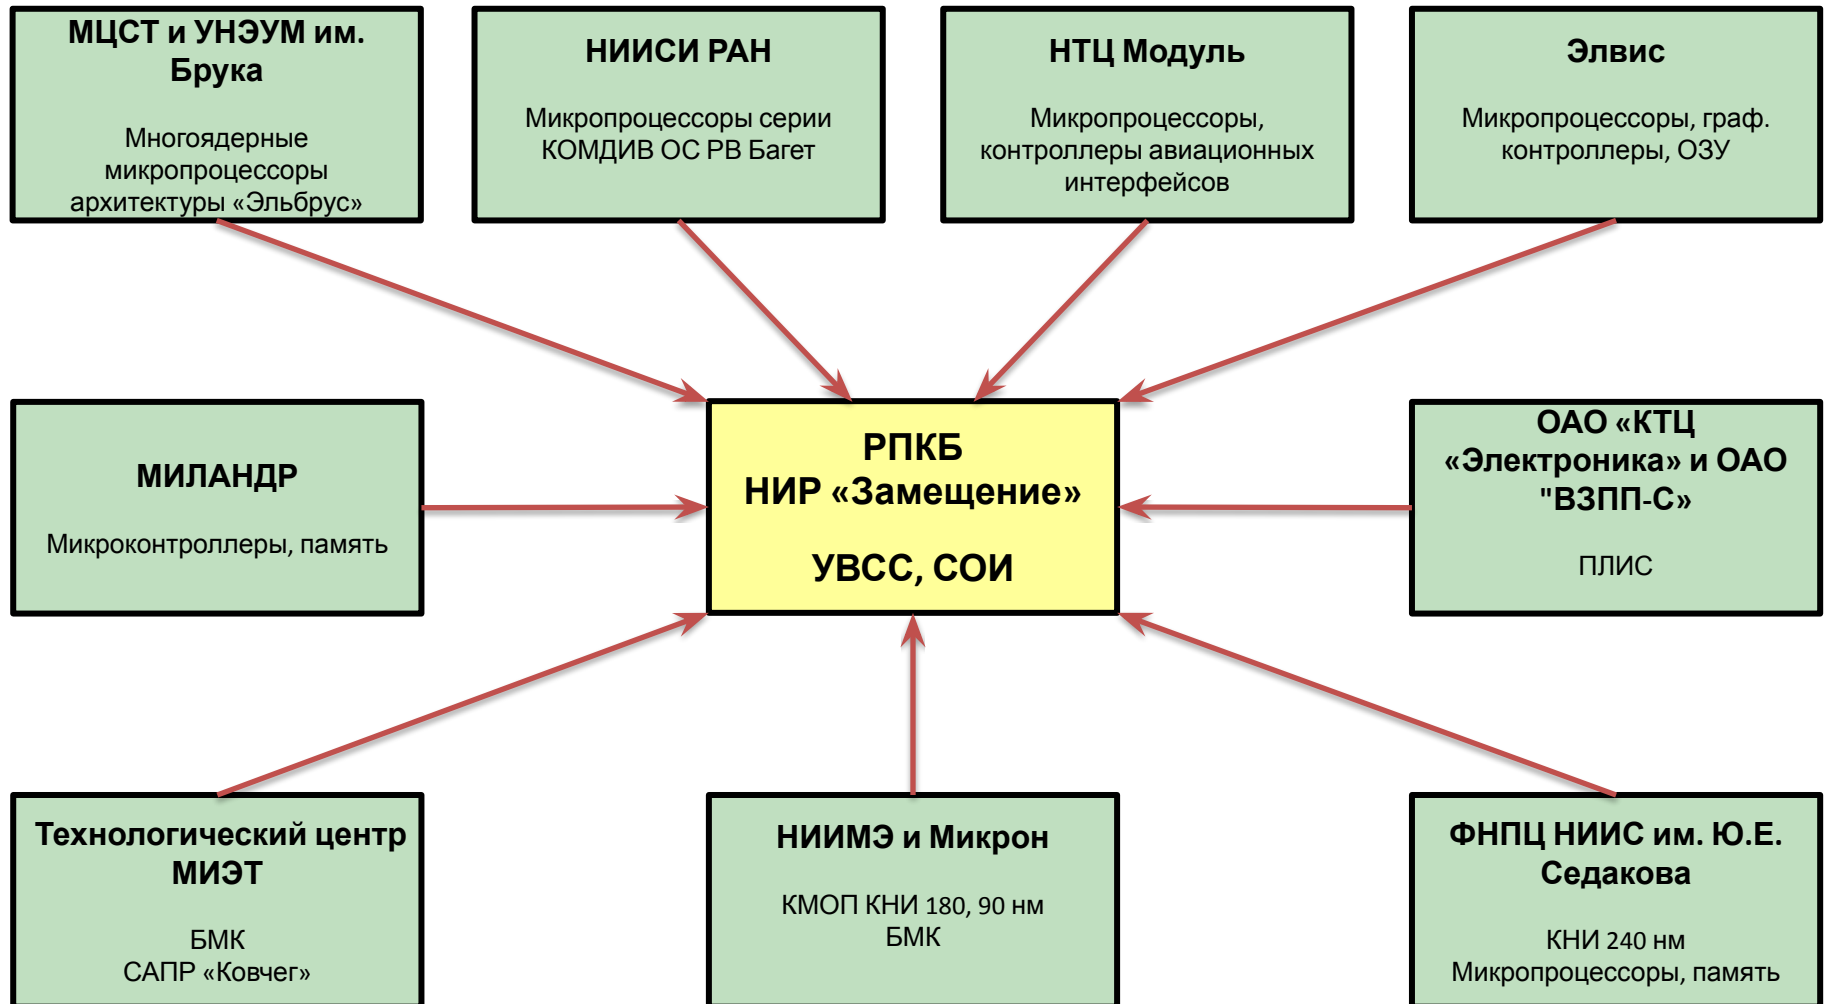 МЦСТ и УНЭУМ им.
Брука
Многоядерные
микропроцессоры
архитектуры «Эльбрус»
НИИСИ РАН
Микропроцессоры серии
КОМДИВ ОС РВ Багет
НТЦ Модуль
Микропроцессоры,
контроллеры авиационных
интерфейсов
Элвис
Микропроцессоры, граф.
контроллеры, ОЗУ
МИЛАНДР
Микроконтроллеры, память
РПКБ
НИР «Замещение»
УВСС, СОИ
ОАО «КТЦ
«Электроника» и ОАО
"ВЗПП-С»
ПЛИС
Технологический центр
МИЭТ
БМК
САПР «Ковчег»
НИИМЭ и Микрон
КМОП КНИ 180, 90 нм
БМК
ФНПЦ НИИС им. Ю.Е.
Седакова
КНИ 240 нм
Микропроцессоры, память